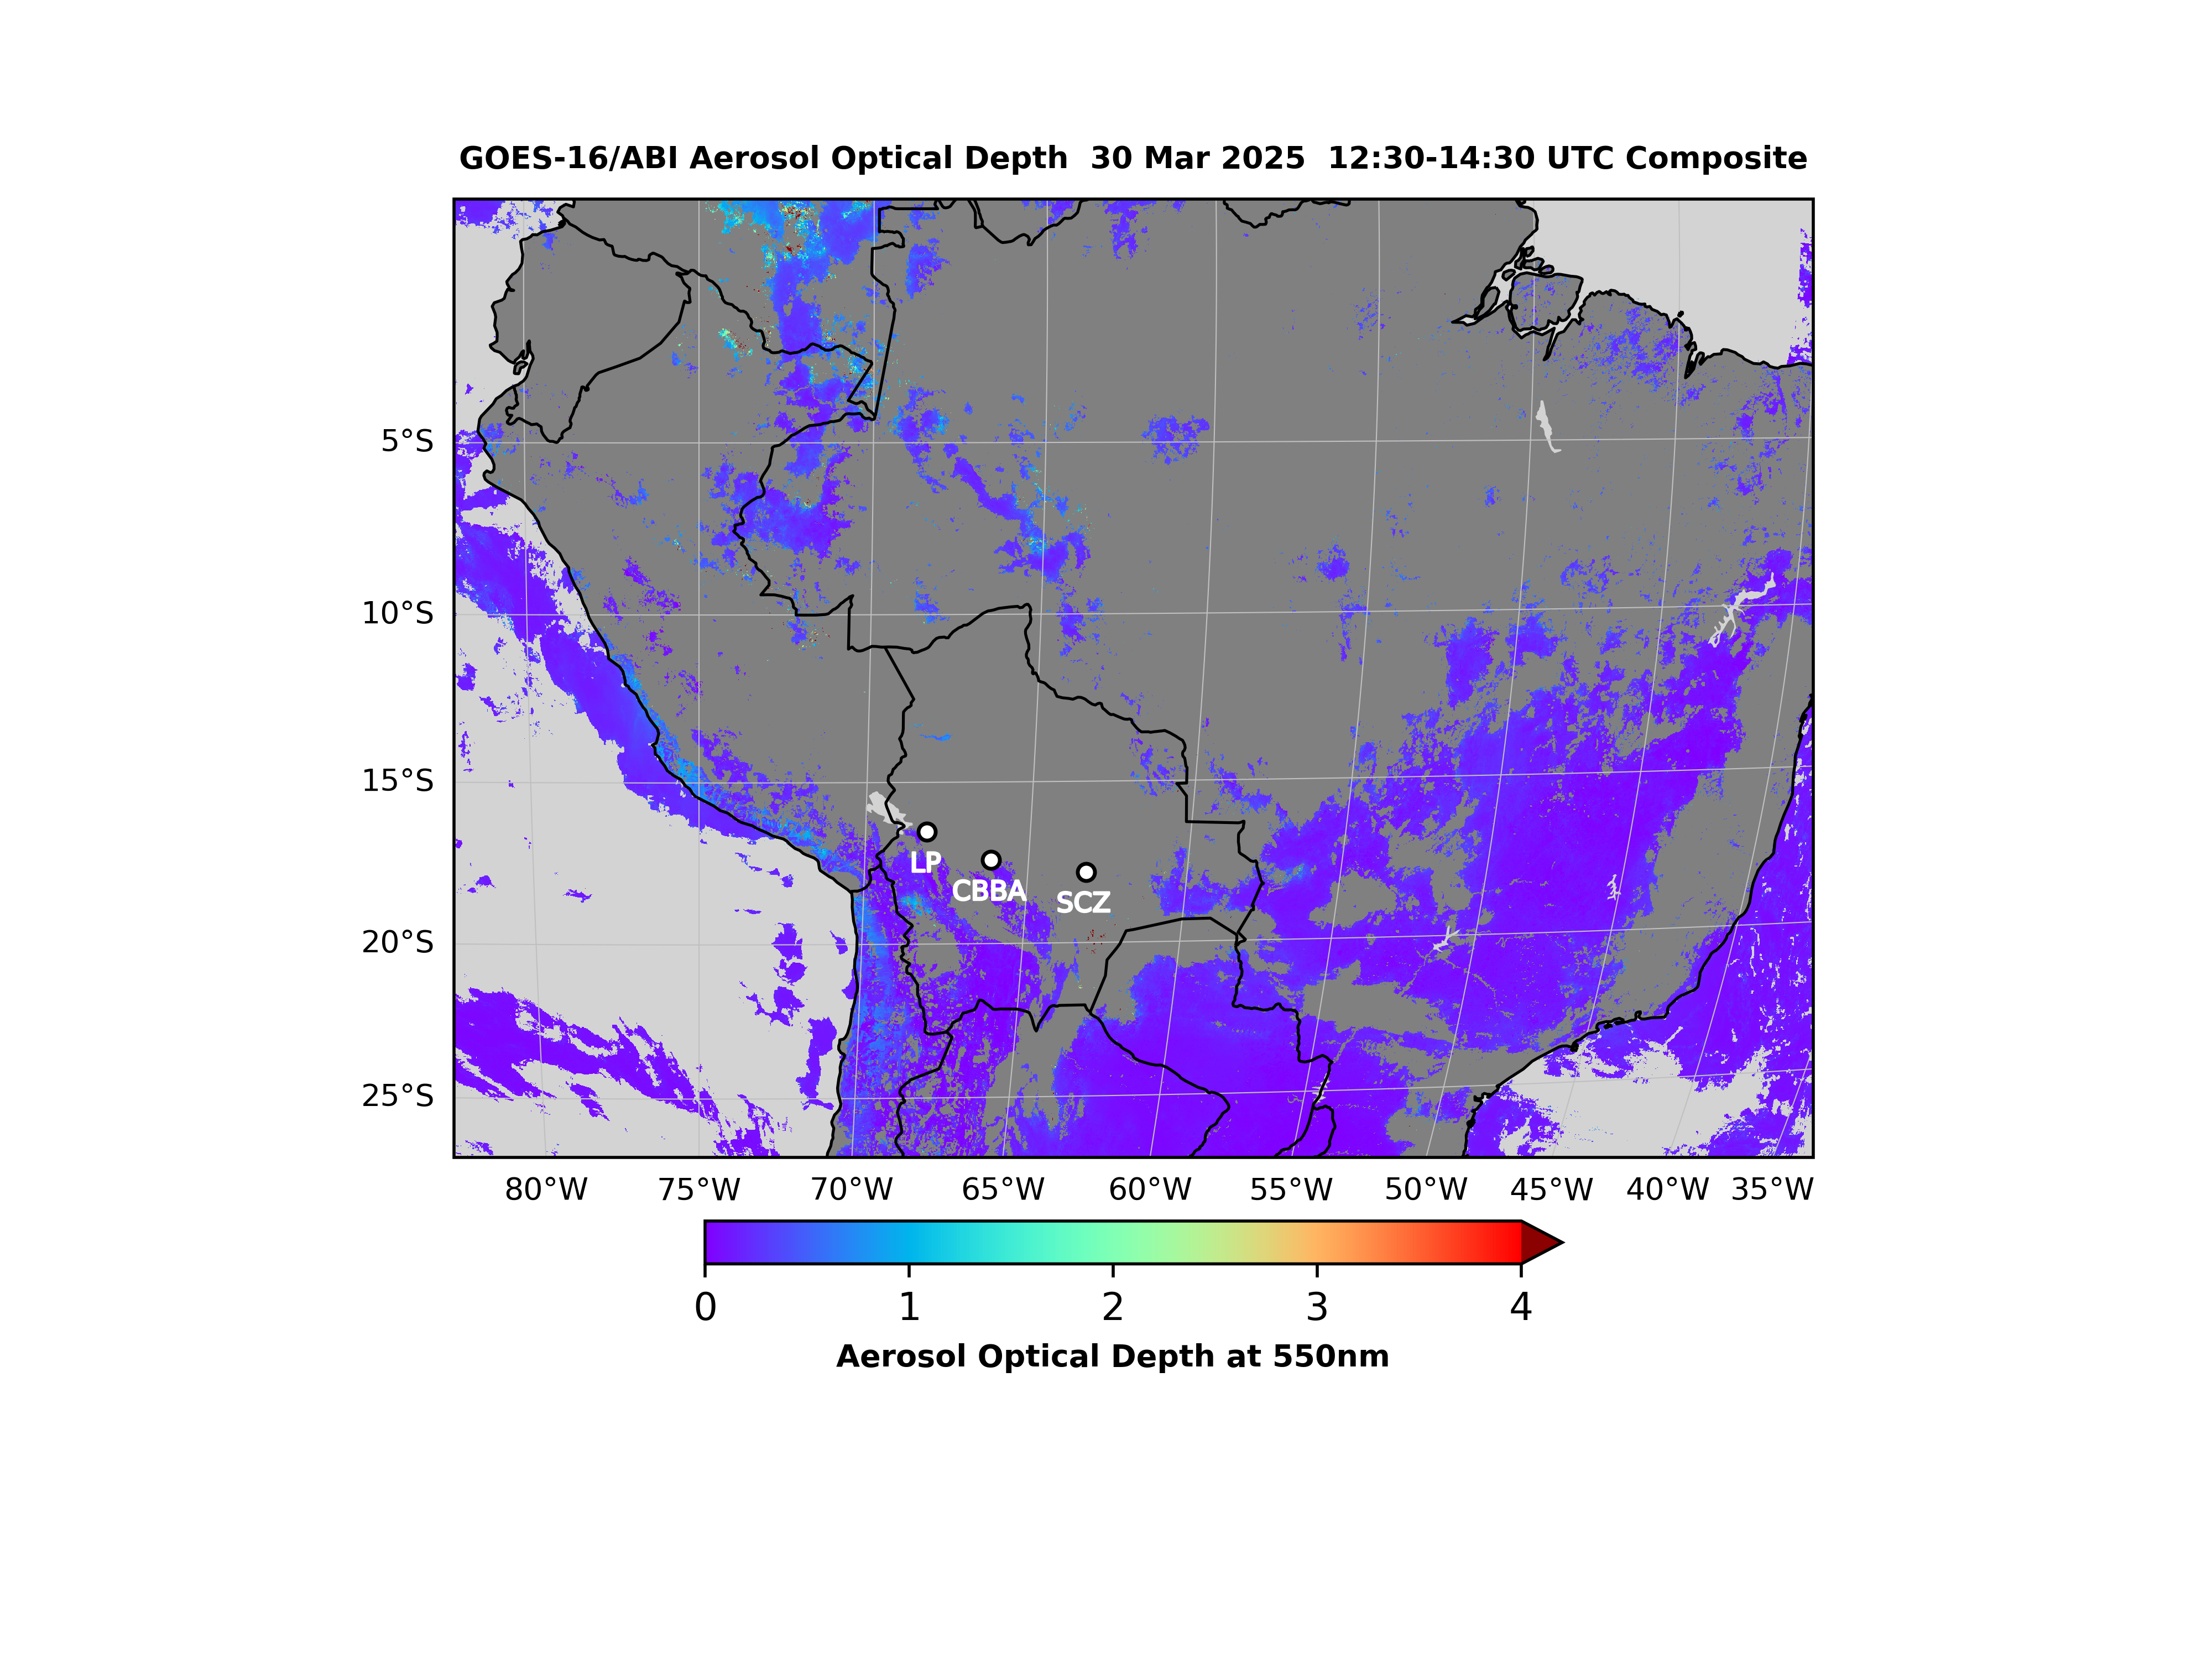 GOES-16/ABI Aerosol Optical Depth  30 Mar 2025  12:30-14:30 UTC Composite
5°S
10°S
15°S
LP
CBBA
SCZ
20°S
25°S
80°W 75°W 70°W 65°W 60°W 55°W 50°W 45°W 40°W 35°W
0 1 2 3 4
Aerosol Optical Depth at 550nm